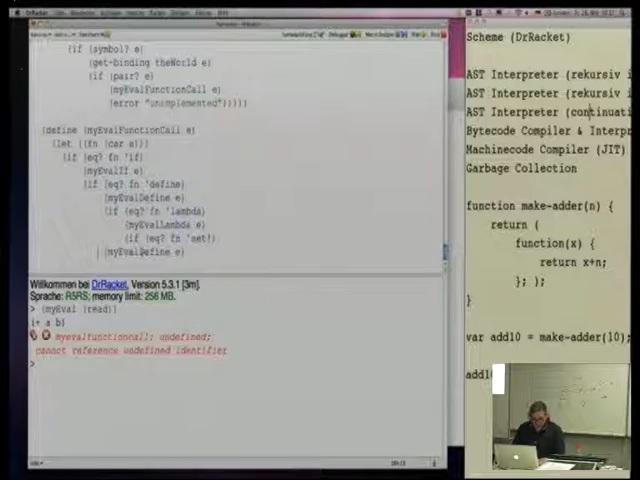 (if (symbol? e)
(get-binding theWorld e)
(if (pair? e)
(myEvalFunctionCall e)
(error "unimplemented")))))
(define (myEvalFunctionCall e)
(let ((fn (car e)))
(if (eq? fn 'if)
(myEvalIf e)
(if (eq? fn 'define)
(myEvalDefine e)
(if (eq? fn 'lambda)
(myEvalLambda e)
(if (eq? fn 'set!)
(myEvalDefine e)
Willkommen bei DrRacket, Version 5.3.1 [3m].
Sprache: R5RS; memory limit: 256 MB.
> (myEval (read))
(+ a b)
myevalfunctioncall: undefined;
cannot reference undefined identifier
>
Scheme (DrRacket)
AST Interpreter (rekursiv i
AST Interpreter (rekursiv i
AST Interpreter (continuati
Bytecode Compiler & Interp
Machinecode Compiler (JIT)
Garbage Collection
function make-adder(n) {
return (
function(x) {
return x+n;
}; );
}
var add10 = make-adder(10);
add10